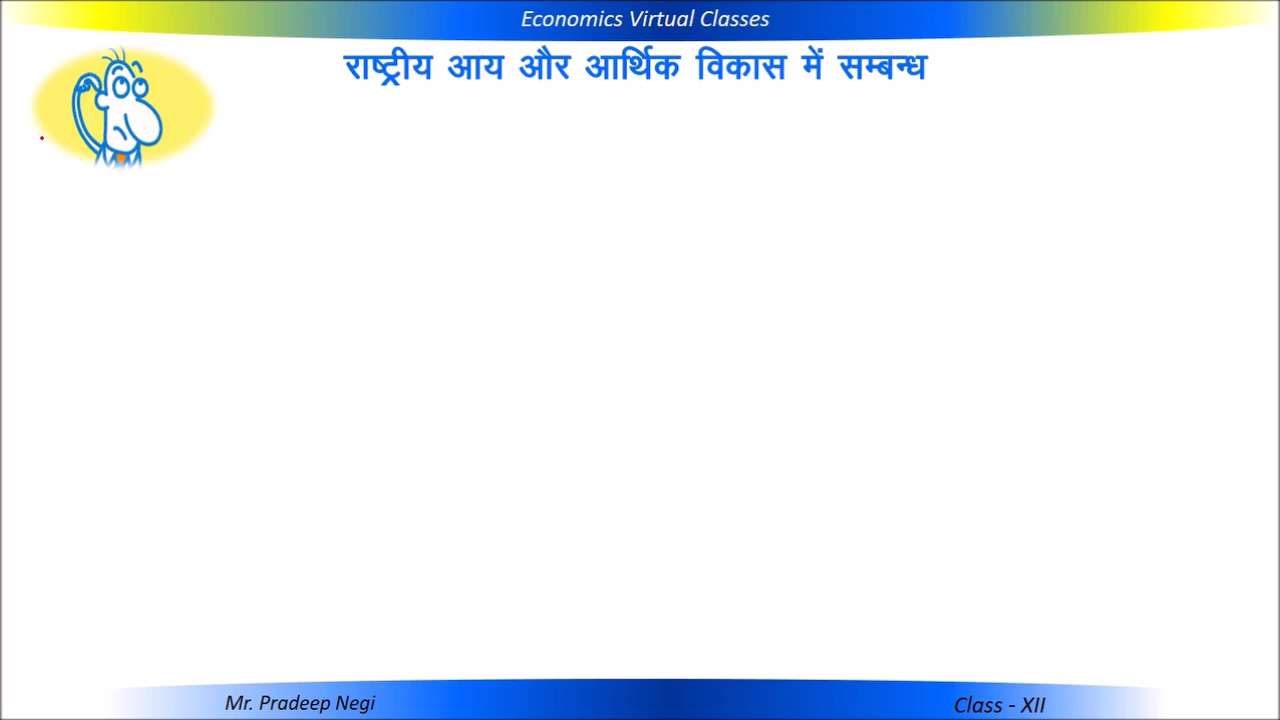 Economics Virtual Classes
राष्ट्रीय आय और आर्थिक विकास में सम्बन्ध
Mr. Pradeep Negi
Class - XII